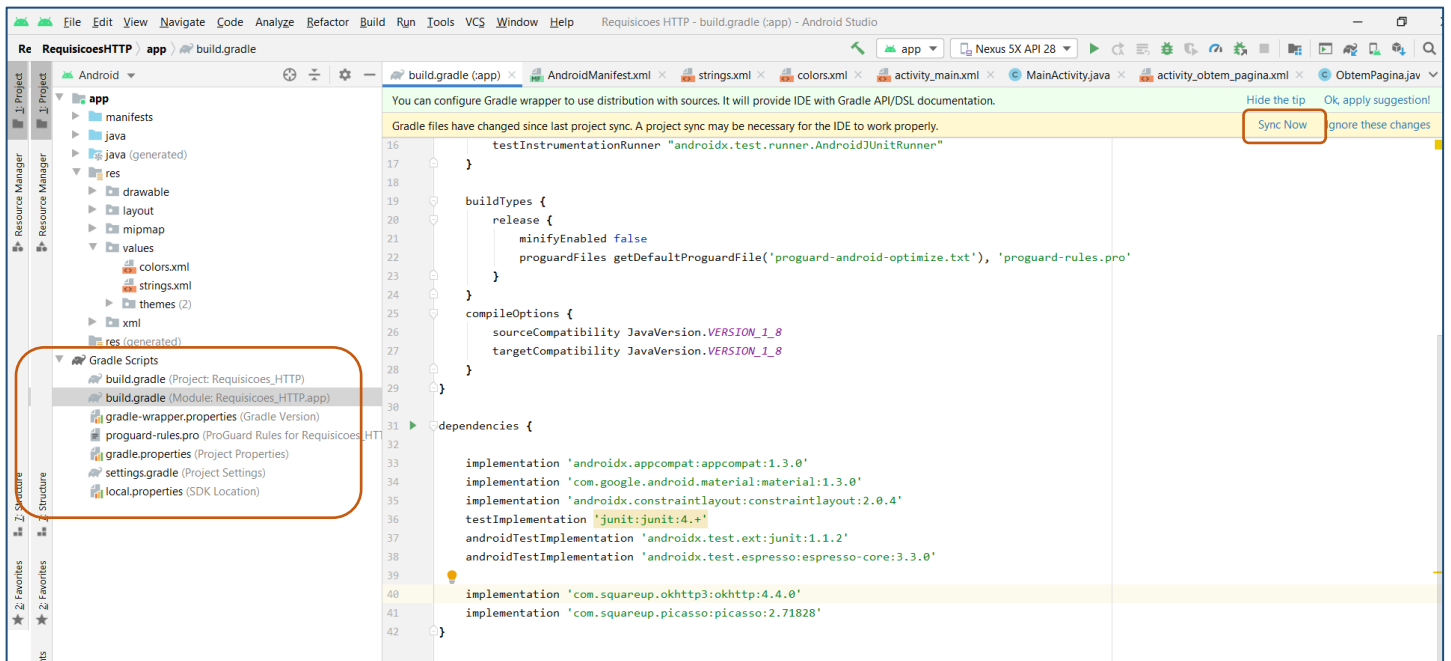 File Edit View Navigate Code Analyze Refactor Build Run Tools VCS Window Help Requisicoes HTTP - build.gradle (:app) - Android Studio
Re RequisicoesHTTP app build.gradle app Nexus 5X API 28
Android build.gradle (:app) AndroidManifest.xml strings.xml colors.xml activity_main.xml MainActivity.java activity_obtem_pagina.xml ObtemPagina.jav
You can configure Gradle wrapper to use distribution with sources. It will provide IDE with Gradle API/DSL documentation. Hide the tip Ok, apply suggestion!
Gradle files have changed since last project sync. A project sync may be necessary for the IDE to work properly. Sync Now gnore these changes
1: Project
1: Project
Resource Manager
Resource Manager
Z: Structure
Z: Structure
2: Favorites
2: Favorites
nts
app
manifests
java
java (generated)
res
drawable
layout
mipmap
values
colors.xml
strings.xml
themes (2)
xml
res (generated)
Gradle Scripts
build.gradle (Project: Requisicoes_HTTP)
build.gradle (Module: Requisicoes_HTTP.app)
gradle-wrapper.properties (Gradle Version)
proguard-rules.pro (ProGuard Rules for Requisicoes_HTT
gradle.properties (Project Properties)
settings.gradle (Project Settings)
local.properties (SDK Location)
16 testInstrumentationRunner "androidx.test.runner.AndroidJUnitRunner"
17 }
18
19 buildTypes {
20 release {
21 minifyEnabled false
22 proguardFiles getDefaultProguardFile('proguard-android-optimize.txt'), 'proguard-rules.pro'
23 }
24 }
25 compileOptions {
26 sourceCompatibility JavaVersion.VERSION_1_8
27 targetCompatibility JavaVersion.VERSION_1_8
28 }
29 }
30
31 dependencies {
32
33 implementation 'androidx.appcompat:appcompat:1.3.0'
34 implementation 'com.google.android.material:material:1.3.0'
35 implementation 'androidx.constraintlayout:constraintlayout:2.0.4'
36 testImplementation 'junit:junit:4.+'
37 androidTestImplementation 'androidx.test.ext:junit:1.1.2'
38 androidTestImplementation 'androidx.test.espresso:espresso-core:3.3.0'
39
40 implementation 'com.squareup.okhttp3:okhttp:4.4.0'
41 implementation 'com.squareup.picasso:picasso:2.71828'
42 }